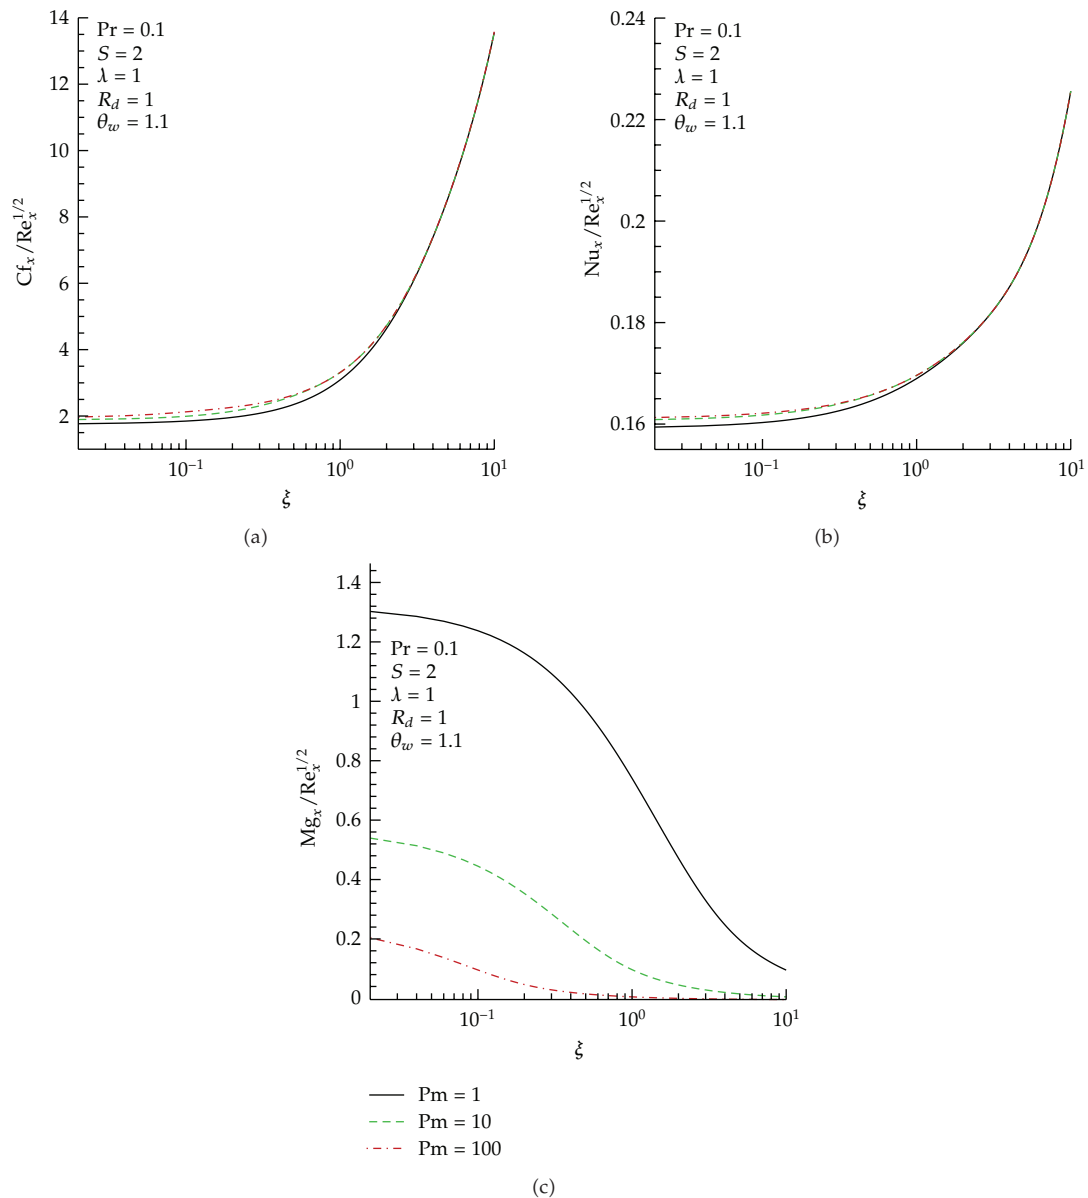 14
12
10
8
6
4
2
Cf_x/Re_x^{1/2}
Pr = 0.1
S = 2
λ = 1
R_d = 1
θ_w = 1.1
10^{−1}
10^0
10^1
ξ
(a)
0.24
0.22
0.2
0.18
0.16
Nu_x/Re_x^{1/2}
Pr = 0.1
S = 2
λ = 1
R_d = 1
θ_w = 1.1
10^{−1}
10^0
10^1
ξ
(b)
1.4
1.2
1
0.8
0.6
0.4
0.2
0
Mg_x/Re_x^{1/2}
Pr = 0.1
S = 2
λ = 1
R_d = 1
θ_w = 1.1
10^{−1}
10^0
10^1
ξ
Pm = 1
Pm = 10
Pm = 100
(c)